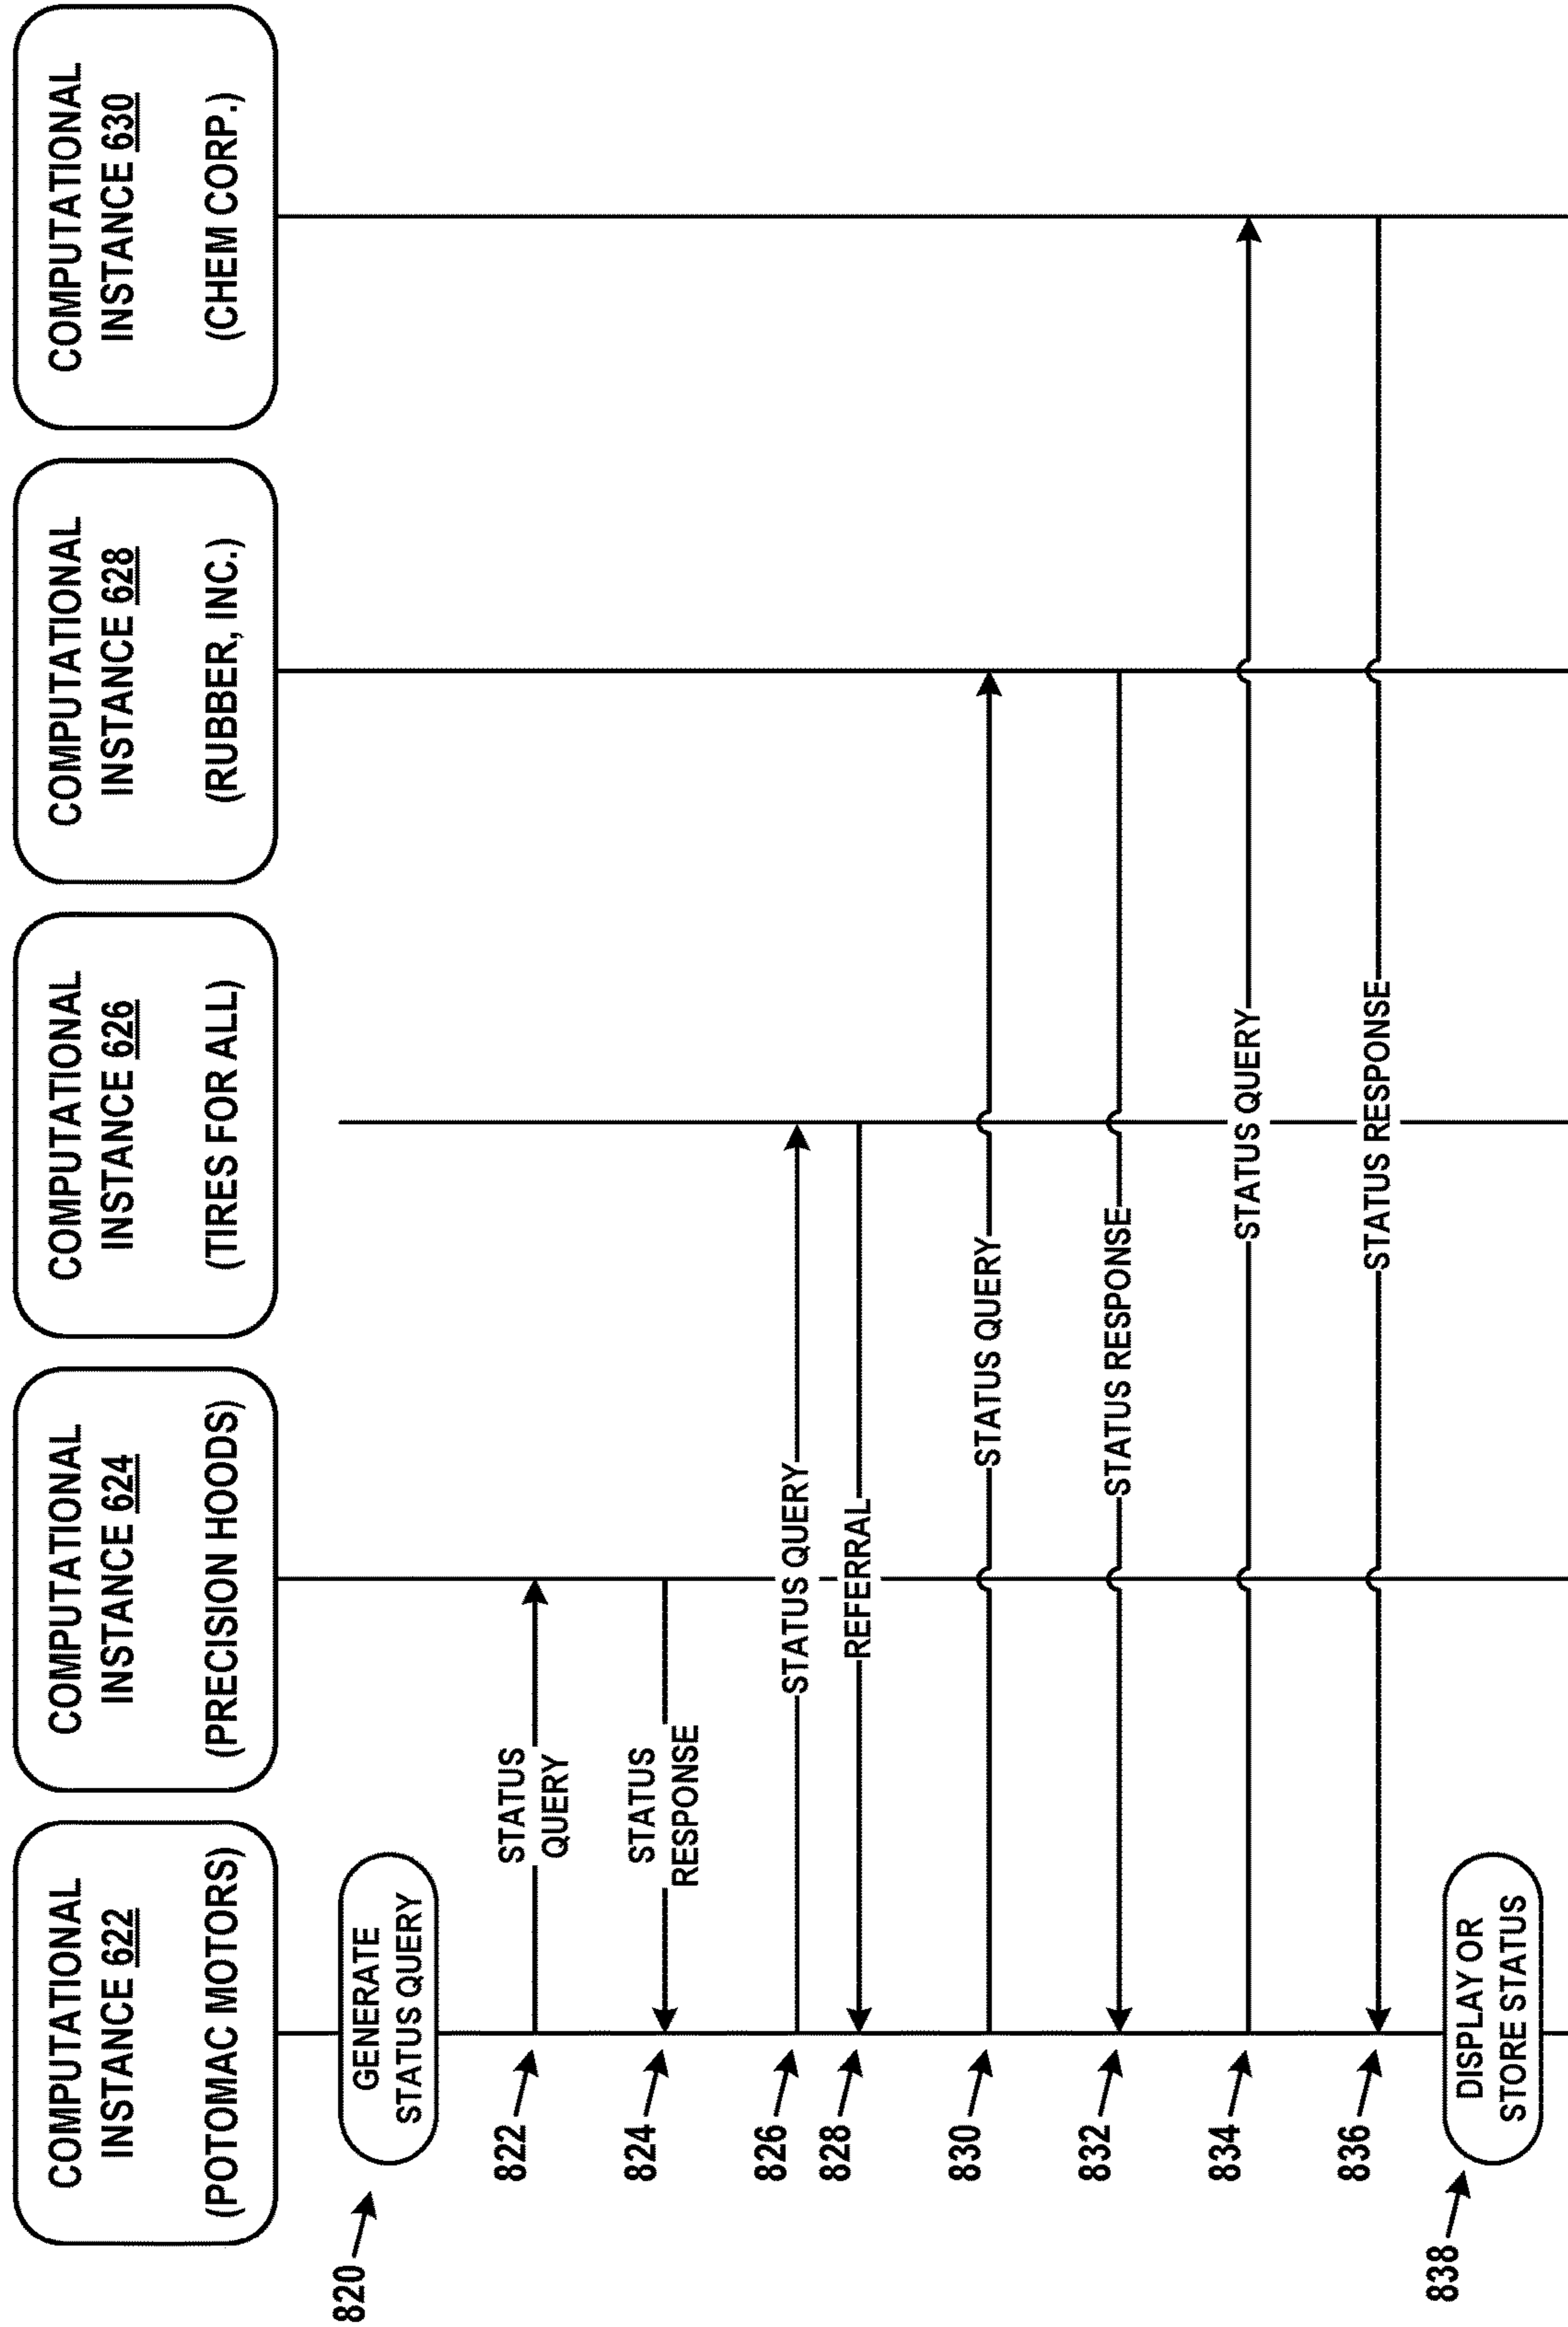 COMPUTATIONAL
INSTANCE 622
(POTOMAC MOTORS)
COMPUTATIONAL
INSTANCE 624
(PRECISION HOODS)
COMPUTATIONAL
INSTANCE 626
(TIRES FOR ALL)
COMPUTATIONAL
INSTANCE 628
(RUBBER, INC.)
COMPUTATIONAL
INSTANCE 630
(CHEM CORP.)
820
GENERATE
STATUS QUERY
822
STATUS
QUERY
824
STATUS
RESPONSE
826
STATUS QUERY
828
REFERRAL
830
STATUS QUERY
832
STATUS RESPONSE
834
STATUS QUERY
836
STATUS RESPONSE
838
DISPLAY OR
STORE STATUS